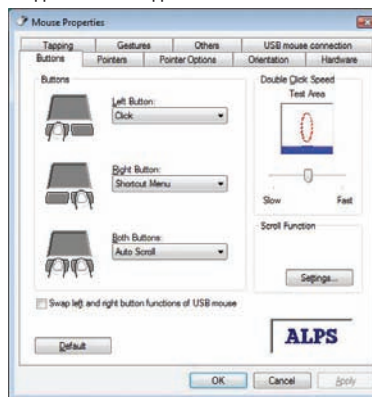 Mouse Properties
Tapping Gestures Others USB mouse connection
Buttons Pointers Pointer Options Orientation Hardware
Buttons
Left Button:
Click
Right Button:
Shortcut Menu
Both Buttons:
Auto Scroll
Double Click Speed
Test Area
Slow Fast
Scroll Function
Settings...
Swap left and right button functions of USB mouse
Default
ALPS
OK Cancel Apply